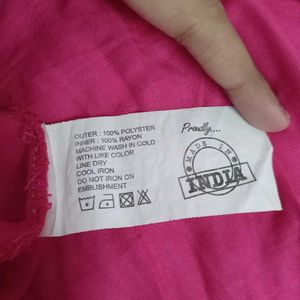 OUTER : 100% POLYSTER
INNER : 100% RAYON
MACHINE WASH IN COLD
WITH LIKE COLOR
LINE DRY
COOL IRON
DO NOT IRON ON
EMBLISHMENT
Proudly....
MADE IN
INDIA